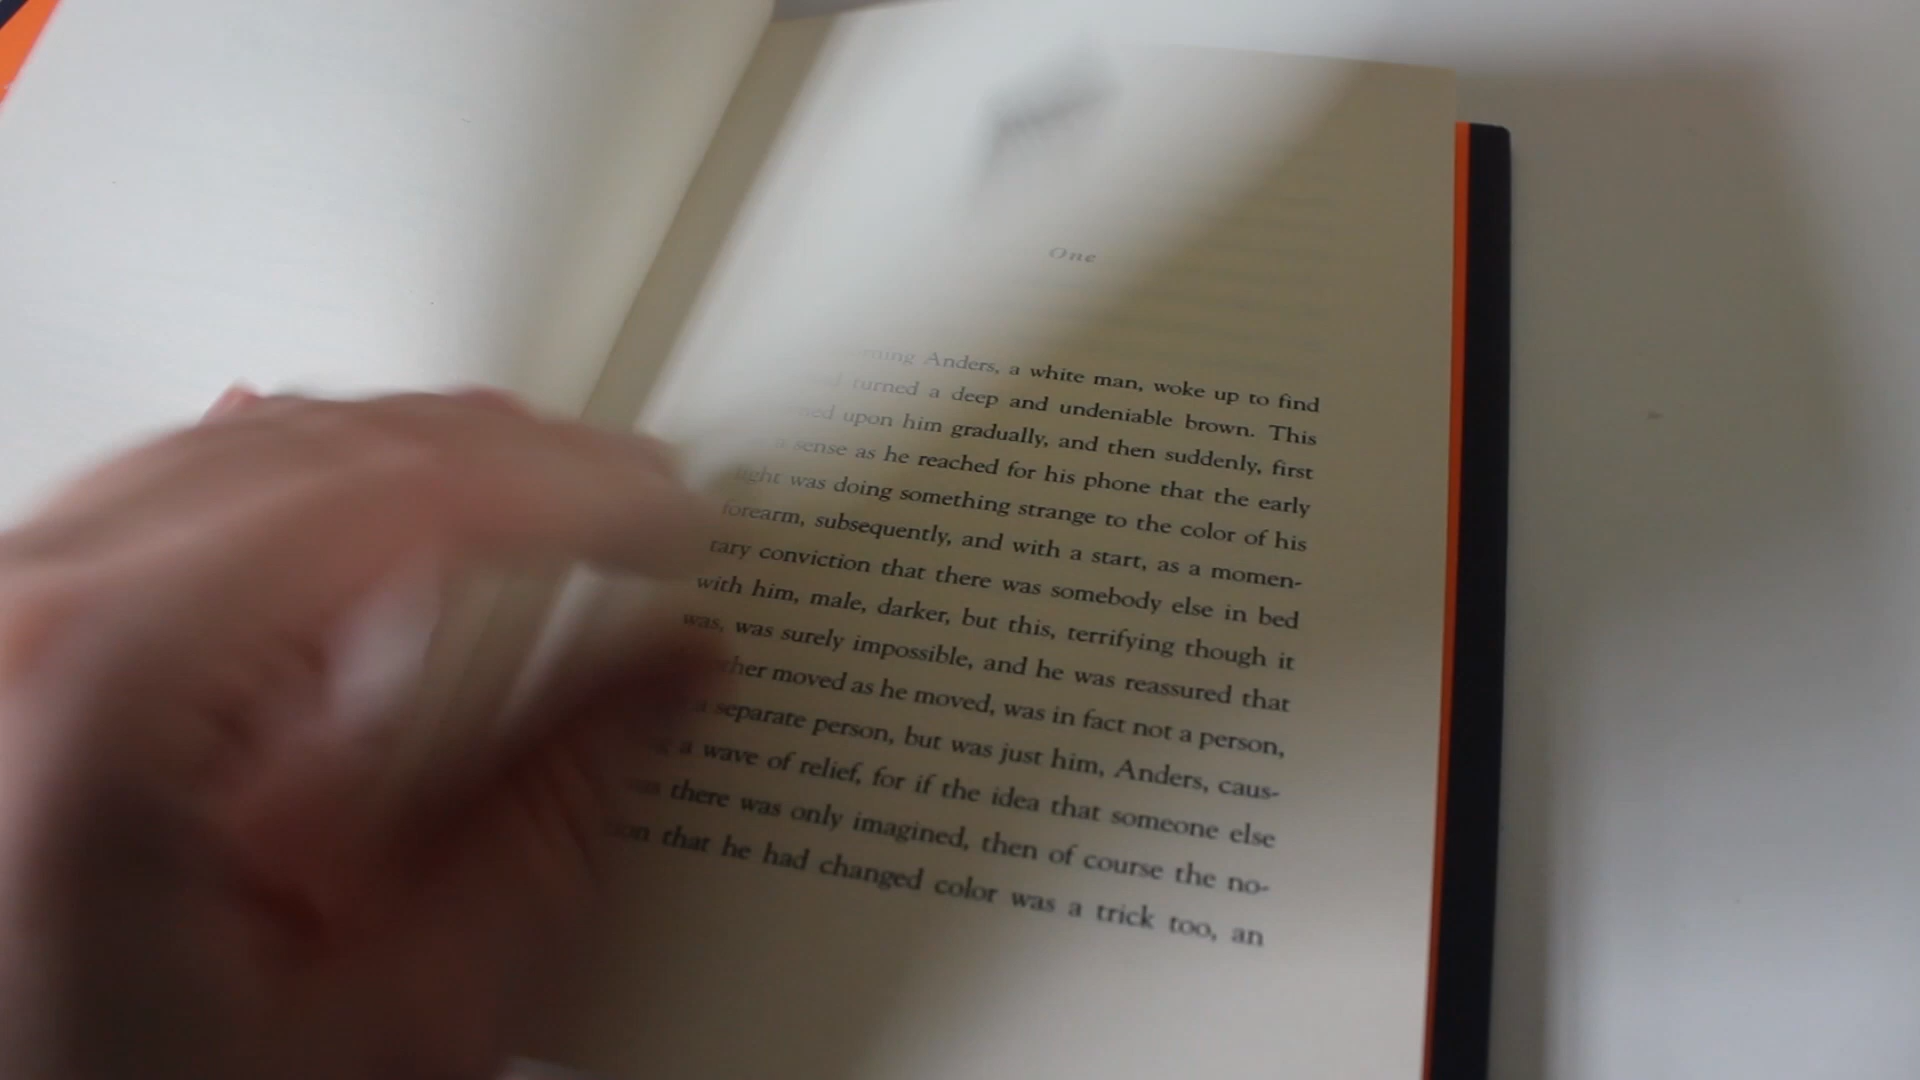 One
Anders, a white man, woke up to find
turned a deep and undeniable brown. This
upon him gradually, and then suddenly, first
a sense as he reached for his phone that the early
was doing something strange to the color of his
forearm, subsequently, and with a start, as a momen-
tary conviction that there was somebody else in bed
with him, male, darker, but this, terrifying though it
was, was surely impossible, and he was reassured that
moved as he moved, was in fact not a person,
separate person, but was just him, Anders, caus-
a wave of relief, for if the idea that someone else
there was only imagined, then of course the no-
that he had changed color was a trick too, an